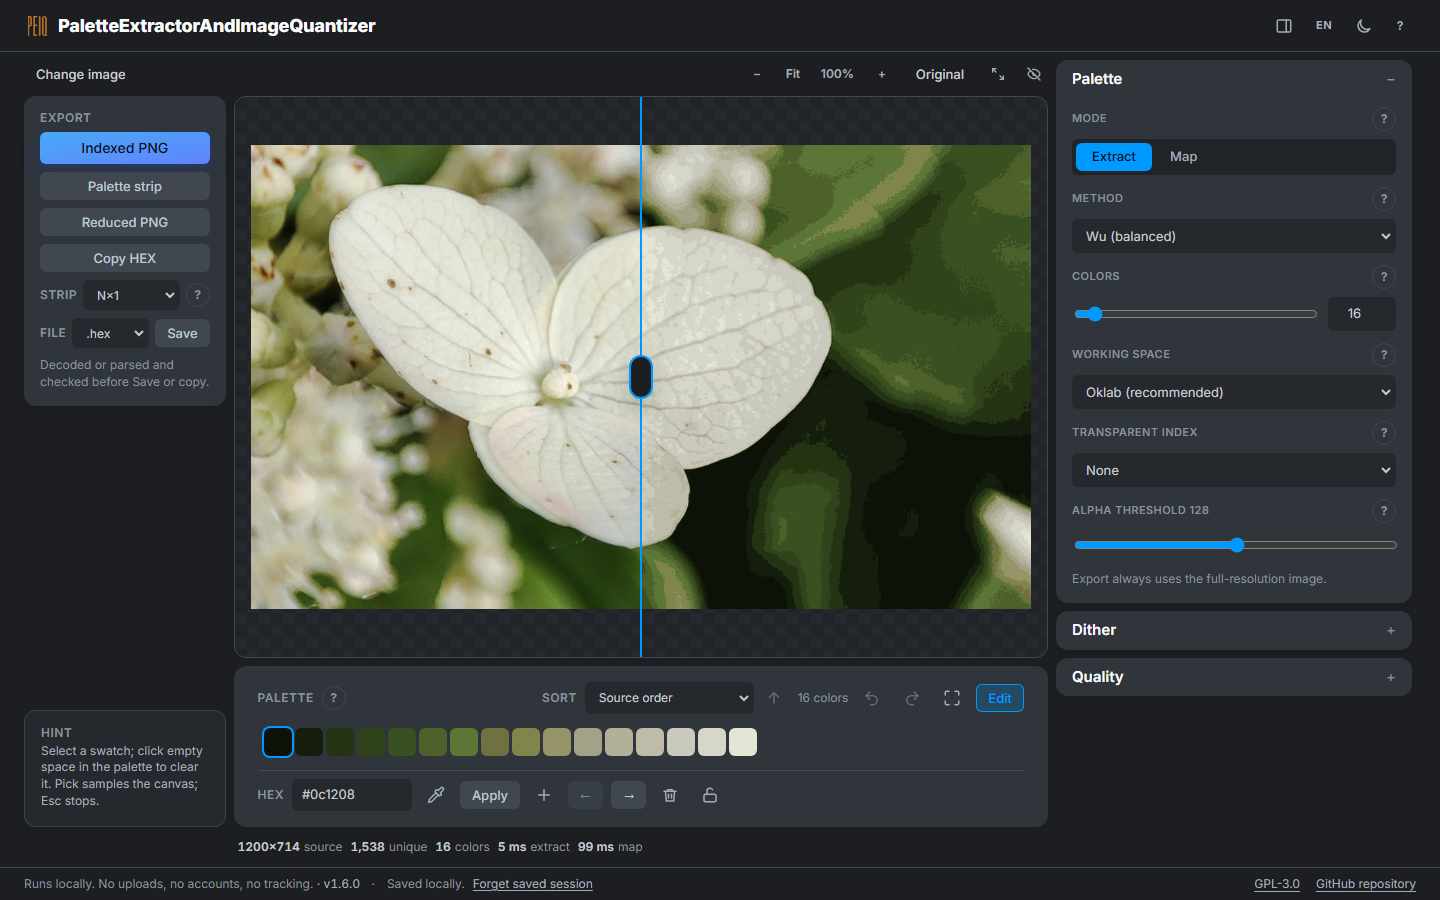 PEIQ PaletteExtractorAndImageQuantizer
EN
?
Change image
− Fit 100% +
Original
EXPORT
Indexed PNG
Palette strip
Reduced PNG
Copy HEX
STRIP N×1 ?
FILE .hex Save
Decoded or parsed and
checked before Save or copy.
HINT
Select a swatch; click empty
space in the palette to clear
it. Pick samples the canvas;
Esc stops.
PALETTE ?
SORT Source order ↑ 16 colors
Edit
HEX #0c1208
Apply + ← →
1200×714 source 1,538 unique 16 colors 5 ms extract 99 ms map
Palette −
MODE ?
Extract Map
METHOD ?
Wu (balanced)
COLORS ?
16
WORKING SPACE ?
Oklab (recommended)
TRANSPARENT INDEX ?
None
ALPHA THRESHOLD 128 ?
Export always uses the full-resolution image.
Dither +
Quality +
Runs locally. No uploads, no accounts, no tracking. · v1.6.0 · Saved locally. Forget saved session
GPL-3.0 GitHub repository